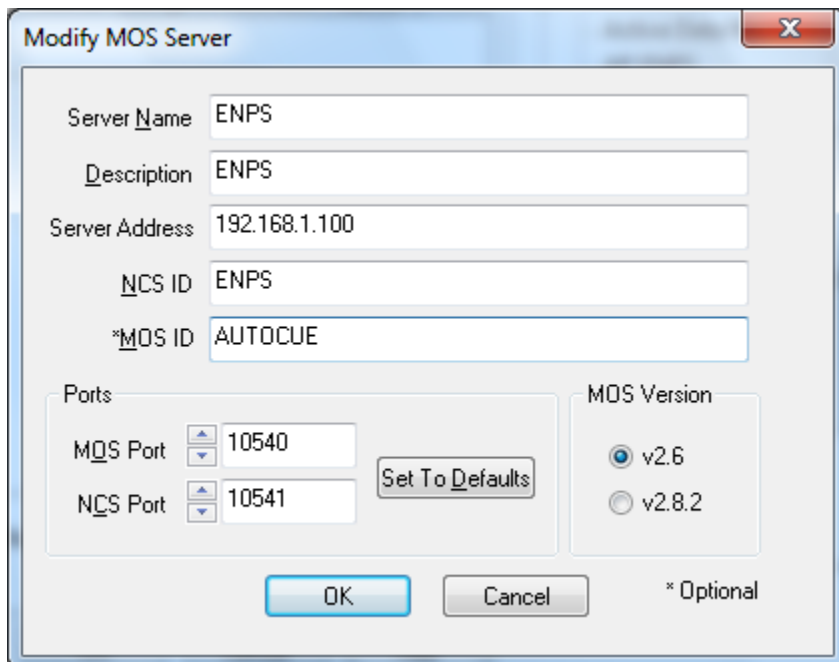 Modify MOS Server
Server Name ENPS
Description ENPS
Server Address 192.168.1.100
NCS ID ENPS
*MOS ID AUTOCUE
Ports
MOS Port 10540
NCS Port 10541
Set To Defaults
MOS Version
v2.6
v2.8.2
OK
Cancel
* Optional